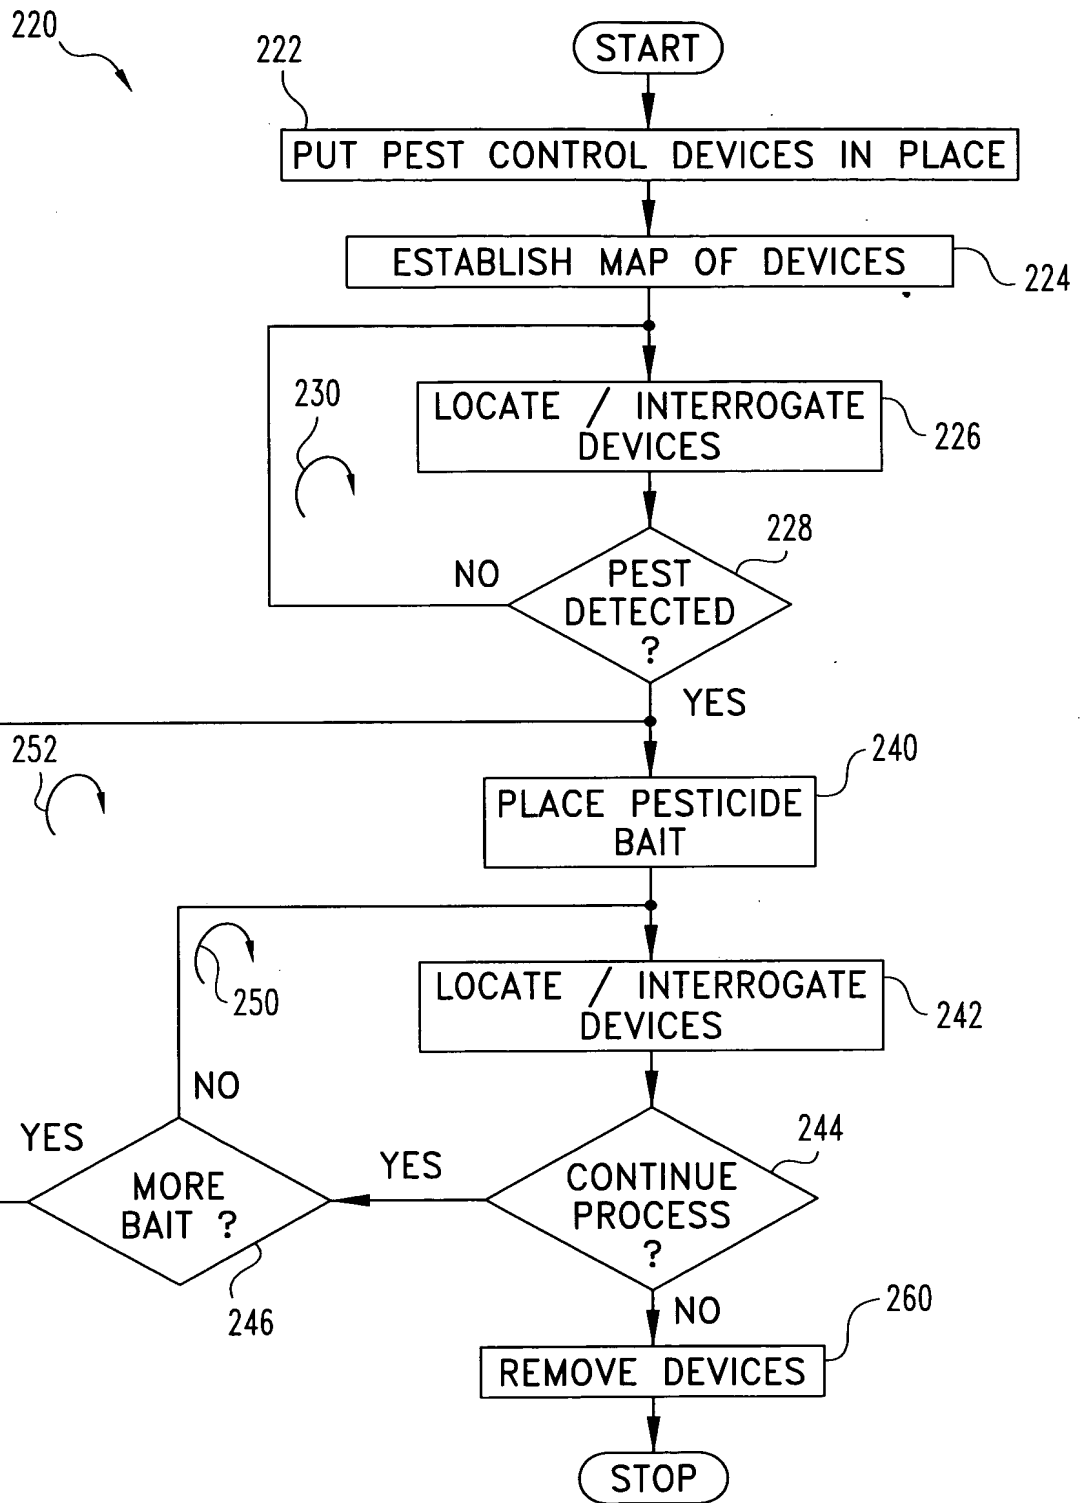 220
START
222
PUT PEST CONTROL DEVICES IN PLACE
ESTABLISH MAP OF DEVICES
224
230
LOCATE / INTERROGATE
DEVICES
226
228
NO
PEST
DETECTED
?
YES
252
240
PLACE PESTICIDE
BAIT
250
LOCATE / INTERROGATE
DEVICES
242
NO
YES
MORE
BAIT ?
246
YES
244
CONTINUE
PROCESS
?
NO
260
REMOVE DEVICES
STOP